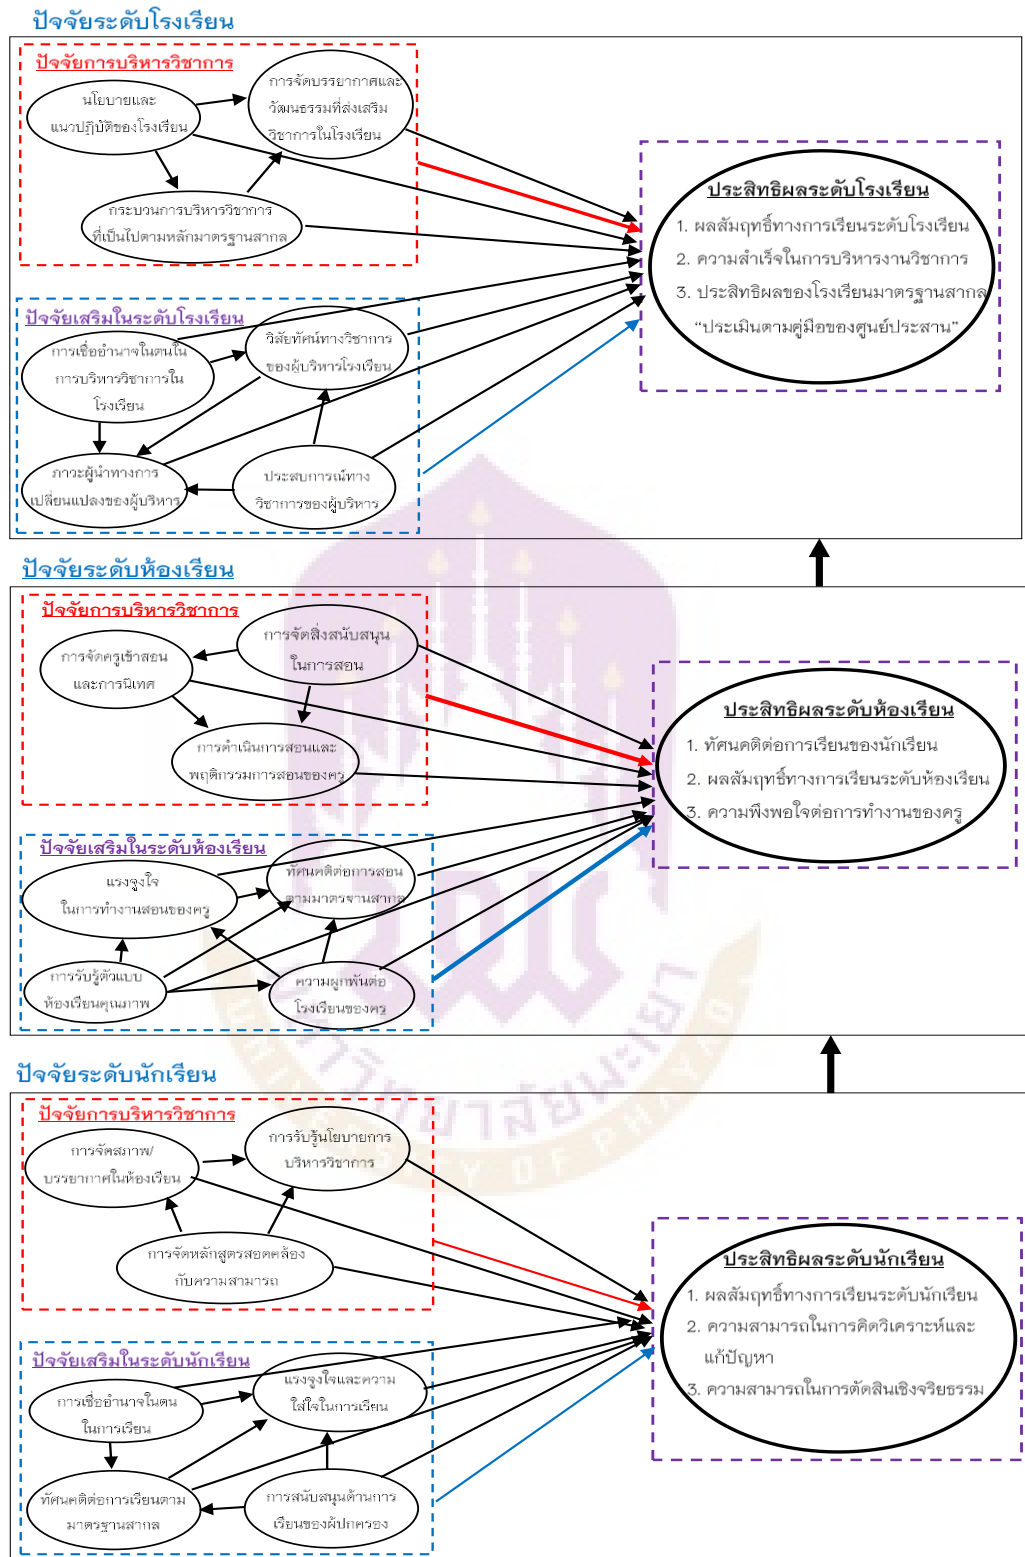 ปัจจัยระดับโรงเรียน
ปัจจัยการบริหารวิชาการ
นโยบายและ
แนวปฏิบัติของโรงเรียน
การจัดบรรยากาศและ
วัฒนธรรมที่ส่งเสริม
วิชาการในโรงเรียน
กระบวนการบริหารวิชาการ
ที่เป็นไปตามหลักมาตรฐานสากล
ประสิทธิผลระดับโรงเรียน
1. ผลสัมฤทธิ์ทางการเรียนระดับโรงเรียน
2. ความสำเร็จในการบริหารงานวิชาการ
3. ประสิทธิผลของโรงเรียนมาตรฐานสากล
“ประเมินตามคู่มือของศูนย์ประสาน”
ปัจจัยเสริมในระดับโรงเรียน
การเชื่ออำนาจในตนใน
การบริหารวิชาการใน
โรงเรียน
วิสัยทัศน์ทางวิชาการ
ของผู้บริหารโรงเรียน
ภาวะผู้นำทางการ
เปลี่ยนแปลงของผู้บริหาร
ประสบการณ์ทาง
วิชาการของผู้บริหาร
ปัจจัยระดับห้องเรียน
ปัจจัยการบริหารวิชาการ
การจัดครูเข้าสอน
และการนิเทศ
การจัดสิ่งสนับสนุน
ในการสอน
การดำเนินการสอนและ
พฤติกรรมการสอนของครู
ประสิทธิผลระดับห้องเรียน
1. ทัศนคติต่อการเรียนของนักเรียน
2. ผลสัมฤทธิ์ทางการเรียนระดับห้องเรียน
3. ความพึงพอใจต่อการทำงานของครู
ปัจจัยเสริมในระดับห้องเรียน
แรงจูงใจ
ในการทำงานสอนของครู
ทัศนคติต่อการสอน
ตามมาตรฐานสากล
การรับรู้ตัวแบบ
ห้องเรียนคุณภาพ
ความผูกพันต่อ
โรงเรียนของครู
มหาวิทยาลัยพะเยา
UNIVERSITY OF PHAYAO
ปัจจัยระดับนักเรียน
ปัจจัยการบริหารวิชาการ
การจัดสภาพ/
บรรยากาศในห้องเรียน
การรับรู้นโยบายการ
บริหารวิชาการ
การจัดหลักสูตรสอดคล้อง
กับความสามารถ
ประสิทธิผลระดับนักเรียน
1. ผลสัมฤทธิ์ทางการเรียนระดับนักเรียน
2. ความสามารถในการคิดวิเคราะห์และ
แก้ปัญหา
3. ความสามารถในการตัดสินเชิงจริยธรรม
ปัจจัยเสริมในระดับนักเรียน
การเชื่ออำนาจในตน
ในการเรียน
แรงจูงใจและความ
ใส่ใจในการเรียน
ทัศนคติต่อการเรียนตาม
มาตรฐานสากล
การสนับสนุนด้านการ
เรียนของผู้ปกครอง